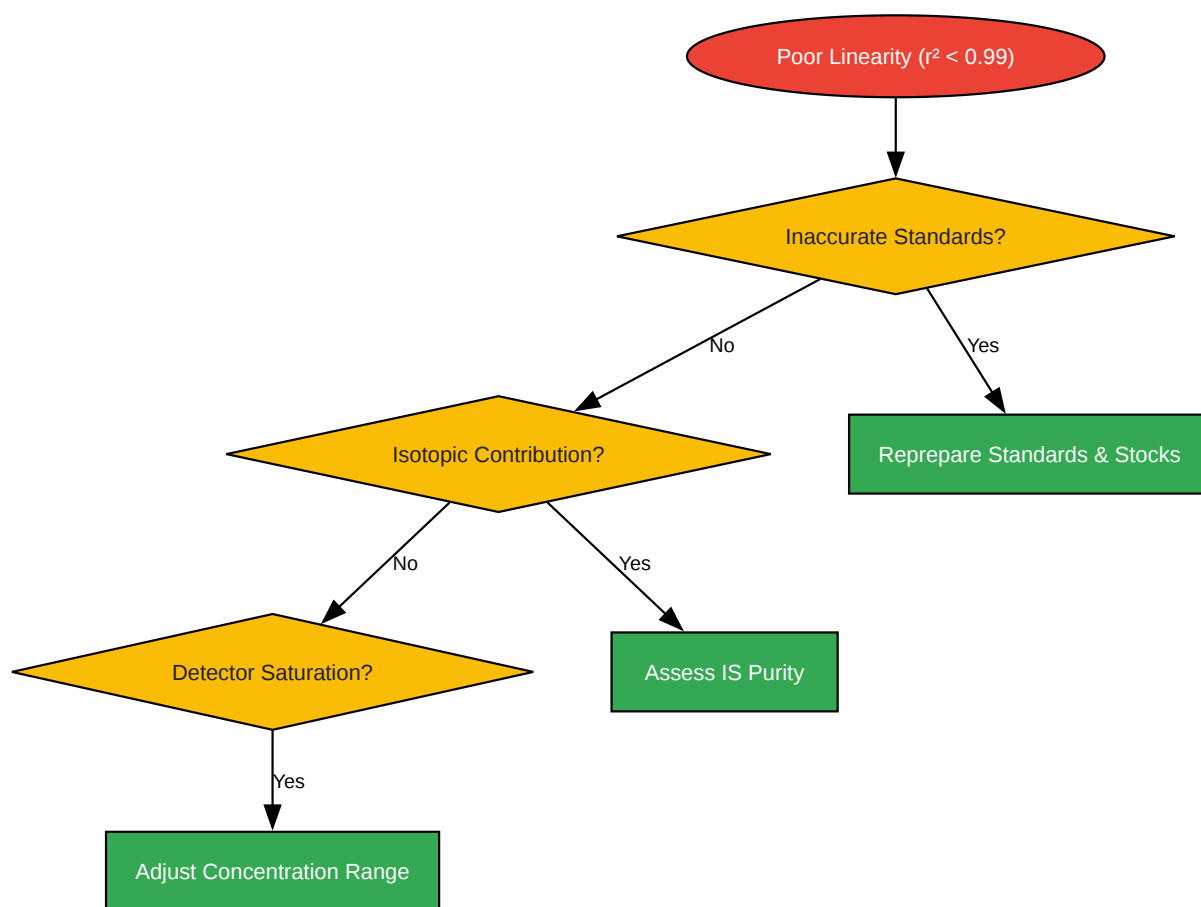 Poor Linearity (r² < 0.99)
Inaccurate Standards?
No
Yes
Isotopic Contribution?
Reprepare Standards & Stocks
No
Yes
Detector Saturation?
Assess IS Purity
Yes
Adjust Concentration Range